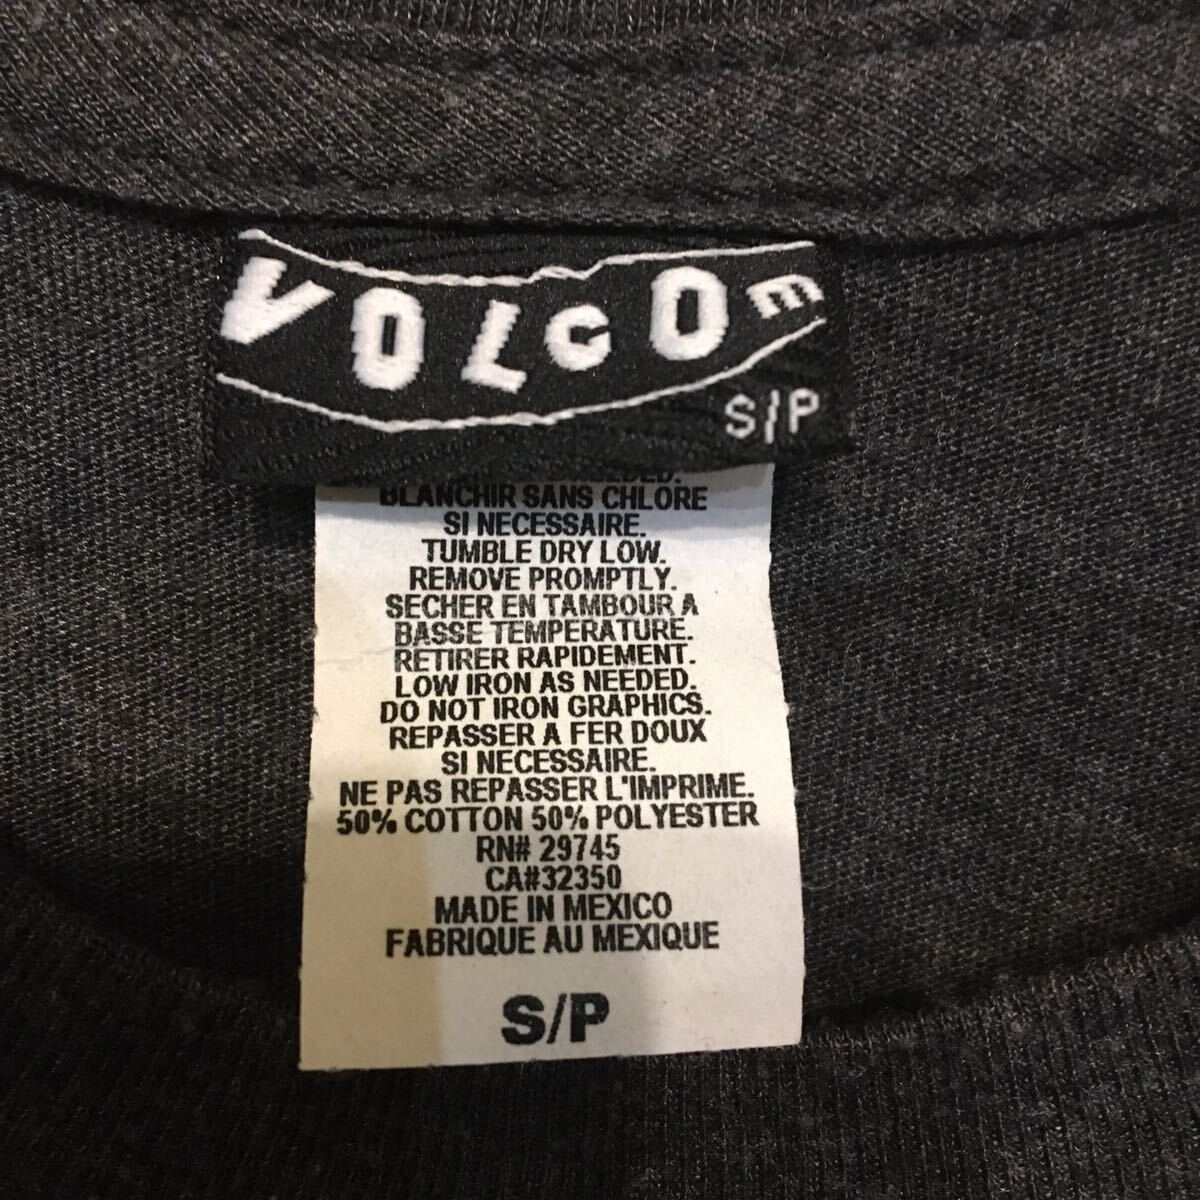 VOLCOM
S/P
BLANCHIR SANS CHLORE
SI NECESSAIRE.
TUMBLE DRY LOW.
REMOVE PROMPTLY.
SECHER EN TAMBOUR A
BASSE TEMPERATURE.
RETIRER RAPIDEMENT.
LOW IRON AS NEEDED.
DO NOT IRON GRAPHICS.
REPASSER A FER DOUX
SI NECESSAIRE.
NE PAS REPASSER L'IMPRIME.
50% COTTON 50% POLYESTER
RN# 29745
CA#32350
MADE IN MEXICO
FABRIQUE AU MEXIQUE
S/P